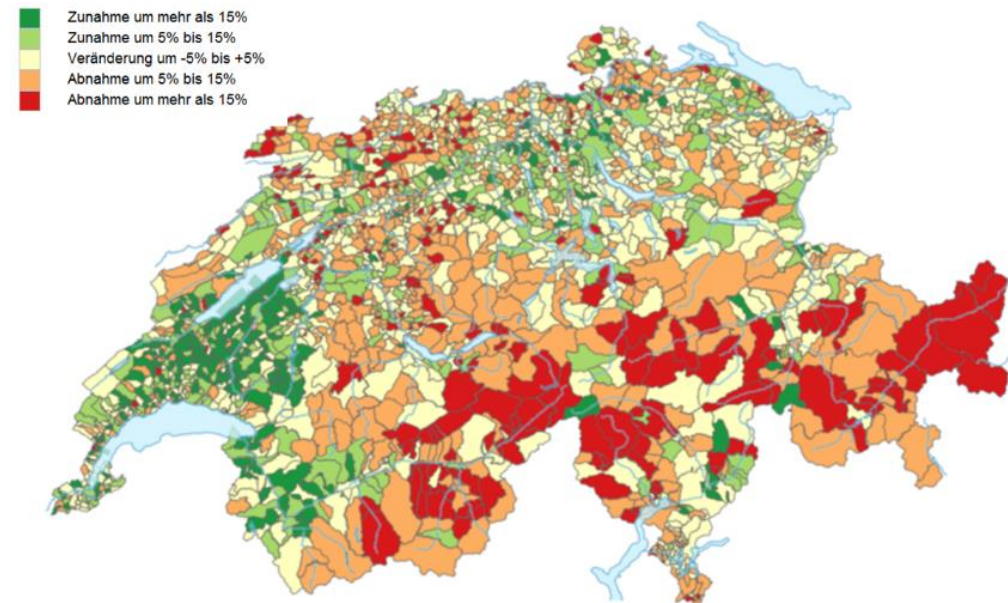 Zunahme um mehr als 15%
Zunahme um 5% bis 15%
Veränderung um -5% bis +5%
Abnahme um 5% bis 15%
Abnahme um mehr als 15%